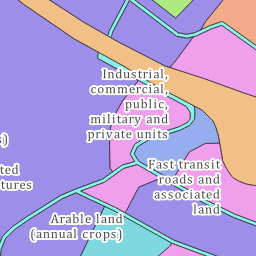 Industrial,
commercial,
public,
military and
private units
Fast transit
roads and
associated
land
Arable land
(annual crops)